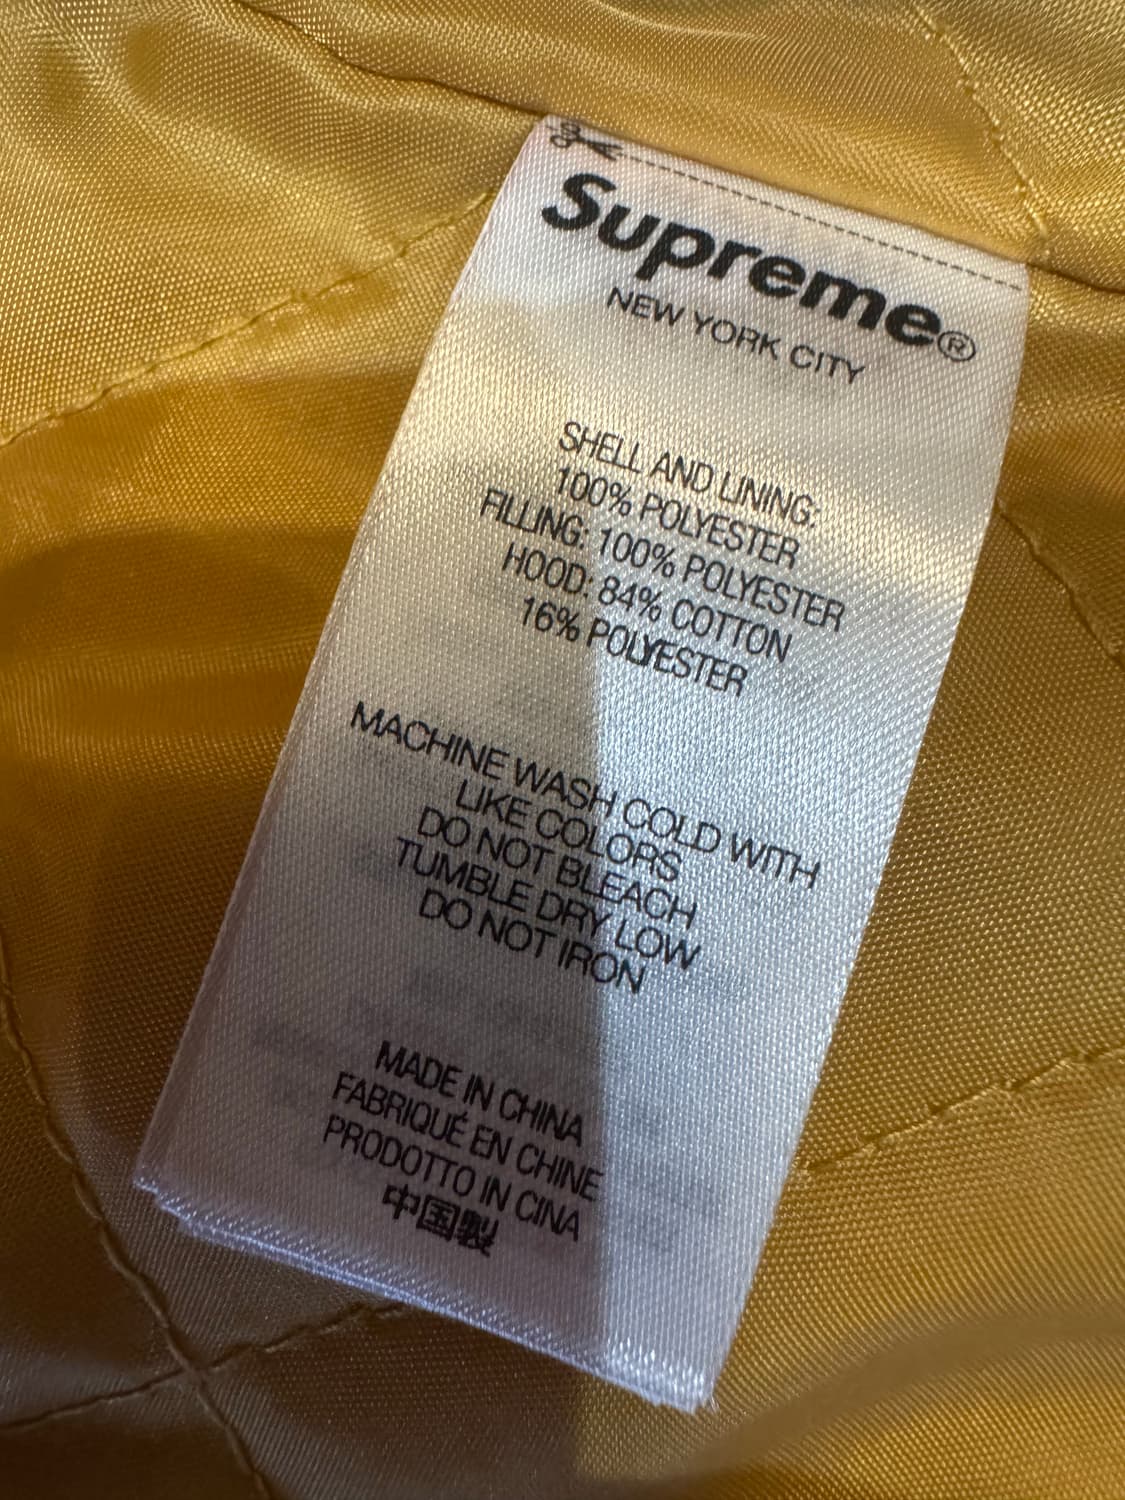 Supreme®
NEW YORK CITY
SHELL AND LINING:
100% POLYESTER
FILLING: 100% POLYESTER
HOOD: 84% COTTON
16% POLYESTER
MACHINE WASH COLD WITH
LIKE COLORS
DO NOT BLEACH
TUMBLE DRY LOW
DO NOT IRON
MADE IN CHINA
FABRIQUÉ EN CHINE
PRODOTTO IN CINA
中国製